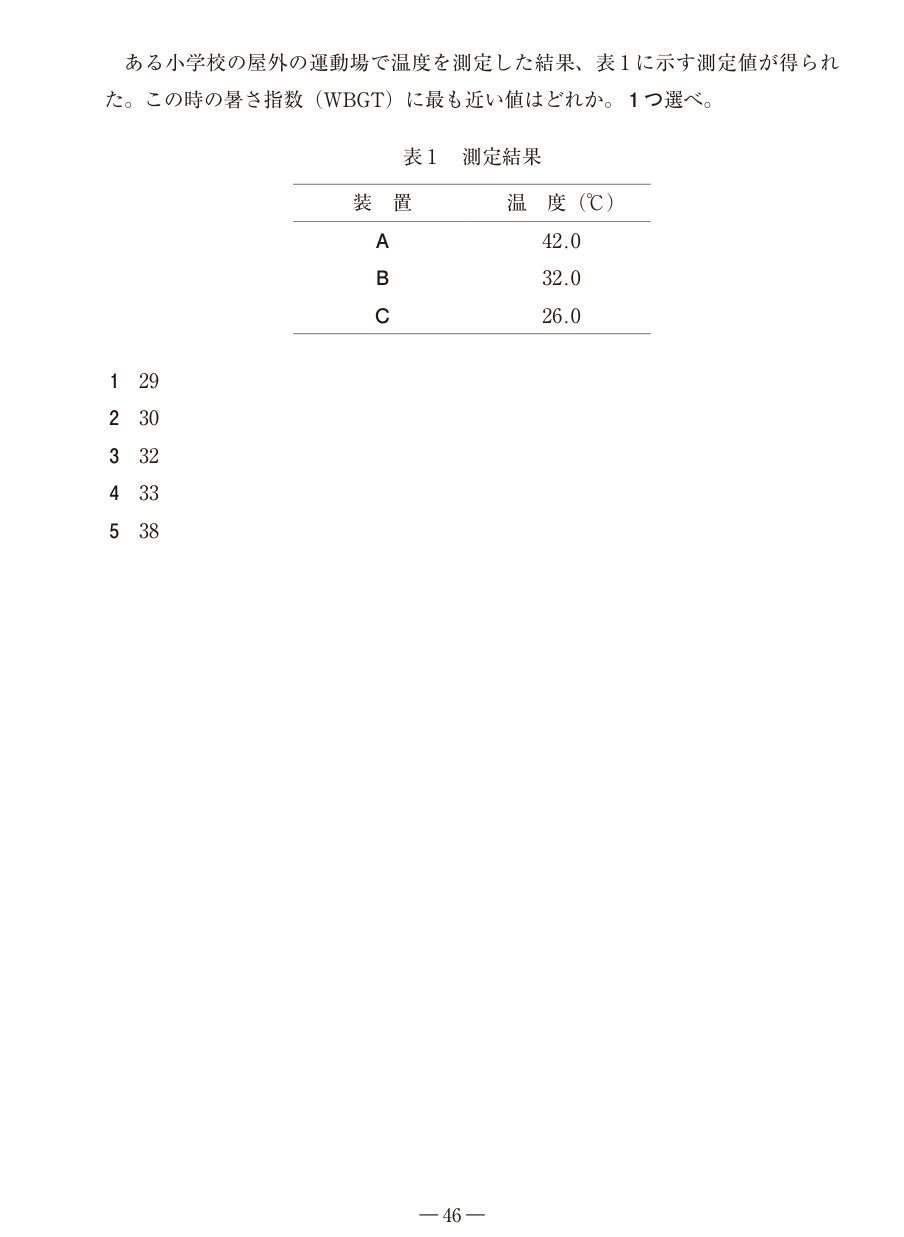 ある小学校の屋外の運動場で温度を測定した結果、表１に示す測定値が得られ
た。この時の暑さ指数（WBGT）に最も近い値はどれか。１つ選べ。
表１　測定結果
装　置　温　度（℃）
A　42.0
B　32.0
C　26.0
1　29
2　30
3　32
4　33
5　38
― 46 ―